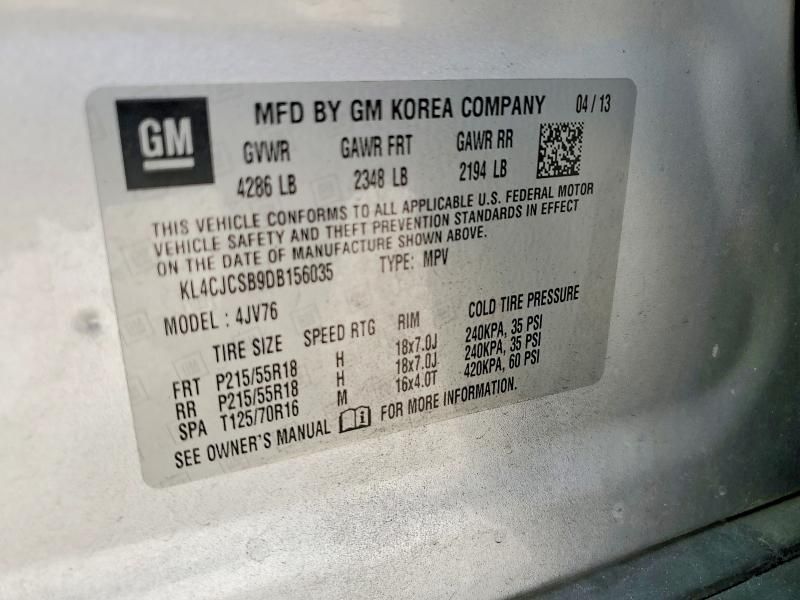 GM
MFD BY GM KOREA COMPANY 04 / 13
GVWR GAWR FRT GAWR RR
4286 LB 2348 LB 2194 LB
THIS VEHICLE CONFORMS TO ALL APPLICABLE U.S. FEDERAL MOTOR
VEHICLE SAFETY AND THEFT PREVENTION STANDARDS IN EFFECT
ON THE DATE OF MANUFACTURE SHOWN ABOVE.
KL4CJCSB9DB156035 TYPE: MPV
MODEL : 4JV76
TIRE SIZE SPEED RTG RIM COLD TIRE PRESSURE
FRT P215/55R18 H 18x7.0J 240KPA, 35 PSI
RR P215/55R18 H 18x7.0J 240KPA, 35 PSI
SPA T125/70R16 M 16x4.0T 420KPA, 60 PSI
SEE OWNER'S MANUAL FOR MORE INFORMATION.